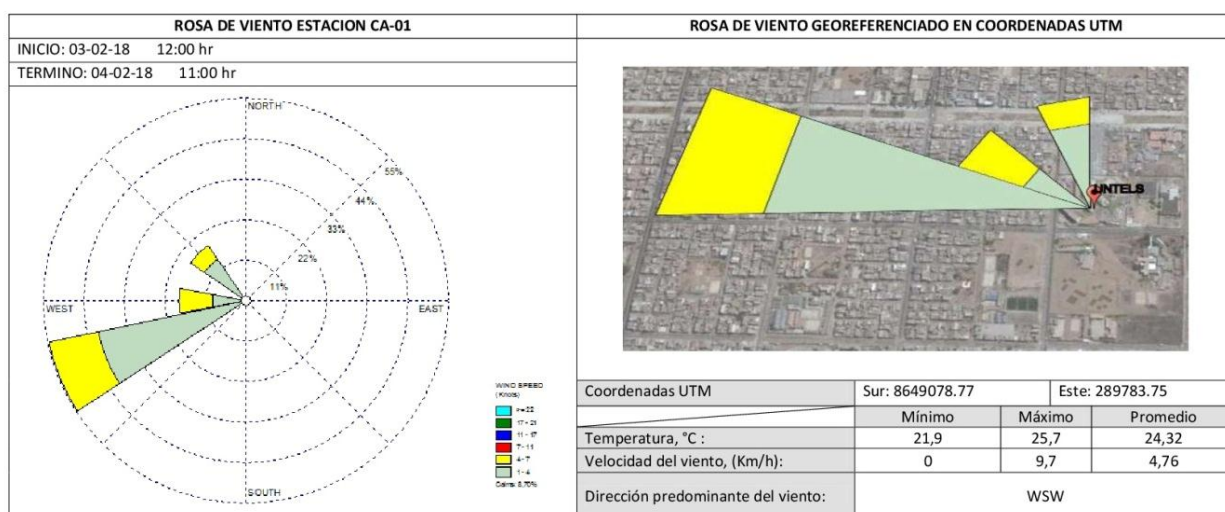 ROSA DE VIENTO ESTACION CA-01
INICIO: 03-02-18 12:00 hr
TERMINO: 04-02-18 11:00 hr
NORTH
55%
44%
33%
22%
11%
WEST
EAST
SOUTH
WIND SPEED
(Knots)
>= 22
17 - 21
11 - 17
7 - 11
4 - 7
1 - 4
Calms: 8.70%
ROSA DE VIENTO GEOREFERENCIADO EN COORDENADAS UTM
UNTELS
Coordenadas UTM Sur: 8649078.77 Este: 289783.75
Mínimo Máximo Promedio
Temperatura, °C : 21,9 25,7 24,32
Velocidad del viento, (Km/h): 0 9,7 4,76
Dirección predominante del viento: WSW